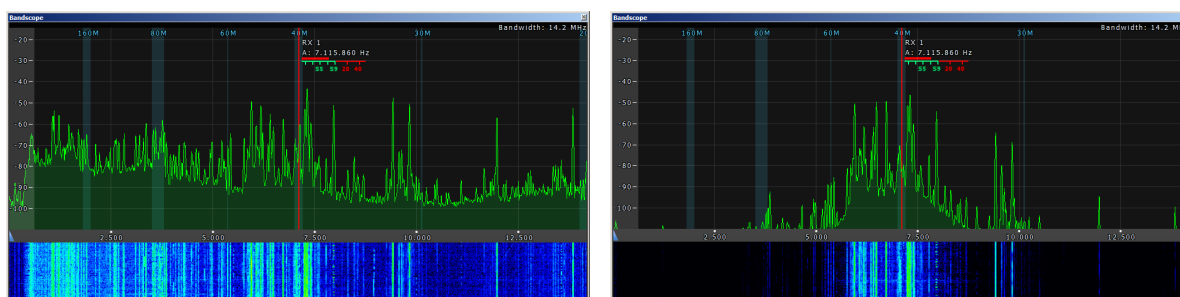 Bandscope
Bandwidth: 14.2 MHz
160M 80M 60M 40M 30M
-20
RX 1
A: 7.115.860 Hz
-30
S5 S9 20 40
-40
-50
-60
-70
-80
-90
-100
2.500 5.000 7.500 10.000 12.500
Bandscope
Bandwidth: 14.2 MHz
160M 80M 60M 40M 30M
-20
RX 1
A: 7.115.860 Hz
-30
S5 S9 20 40
-40
-50
-60
-70
-80
-90
100
2.500 5.000 7.500 10.000 12.500